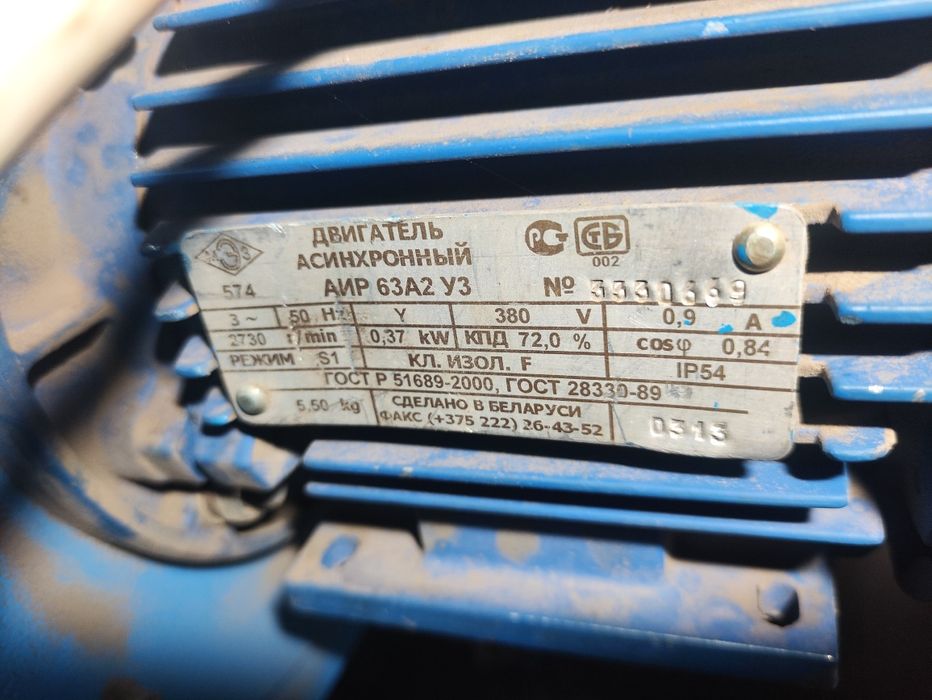 ДВИГАТЕЛЬ
АСИНХРОННЫЙ
002
574 АИР 63А2 У3 № 3330669
3~ 50 Hz Y 380 V 0,9 A
2730 r/min 0,37 kW КПД 72,0 % cosφ 0,84
РЕЖИМ S1 КЛ. ИЗОЛ. F IP54
ГОСТ Р 51689-2000, ГОСТ 28330-89
5,50 kg СДЕЛАНО В БЕЛАРУСИ
ФАКС (+375 222) 26-43-52 0313